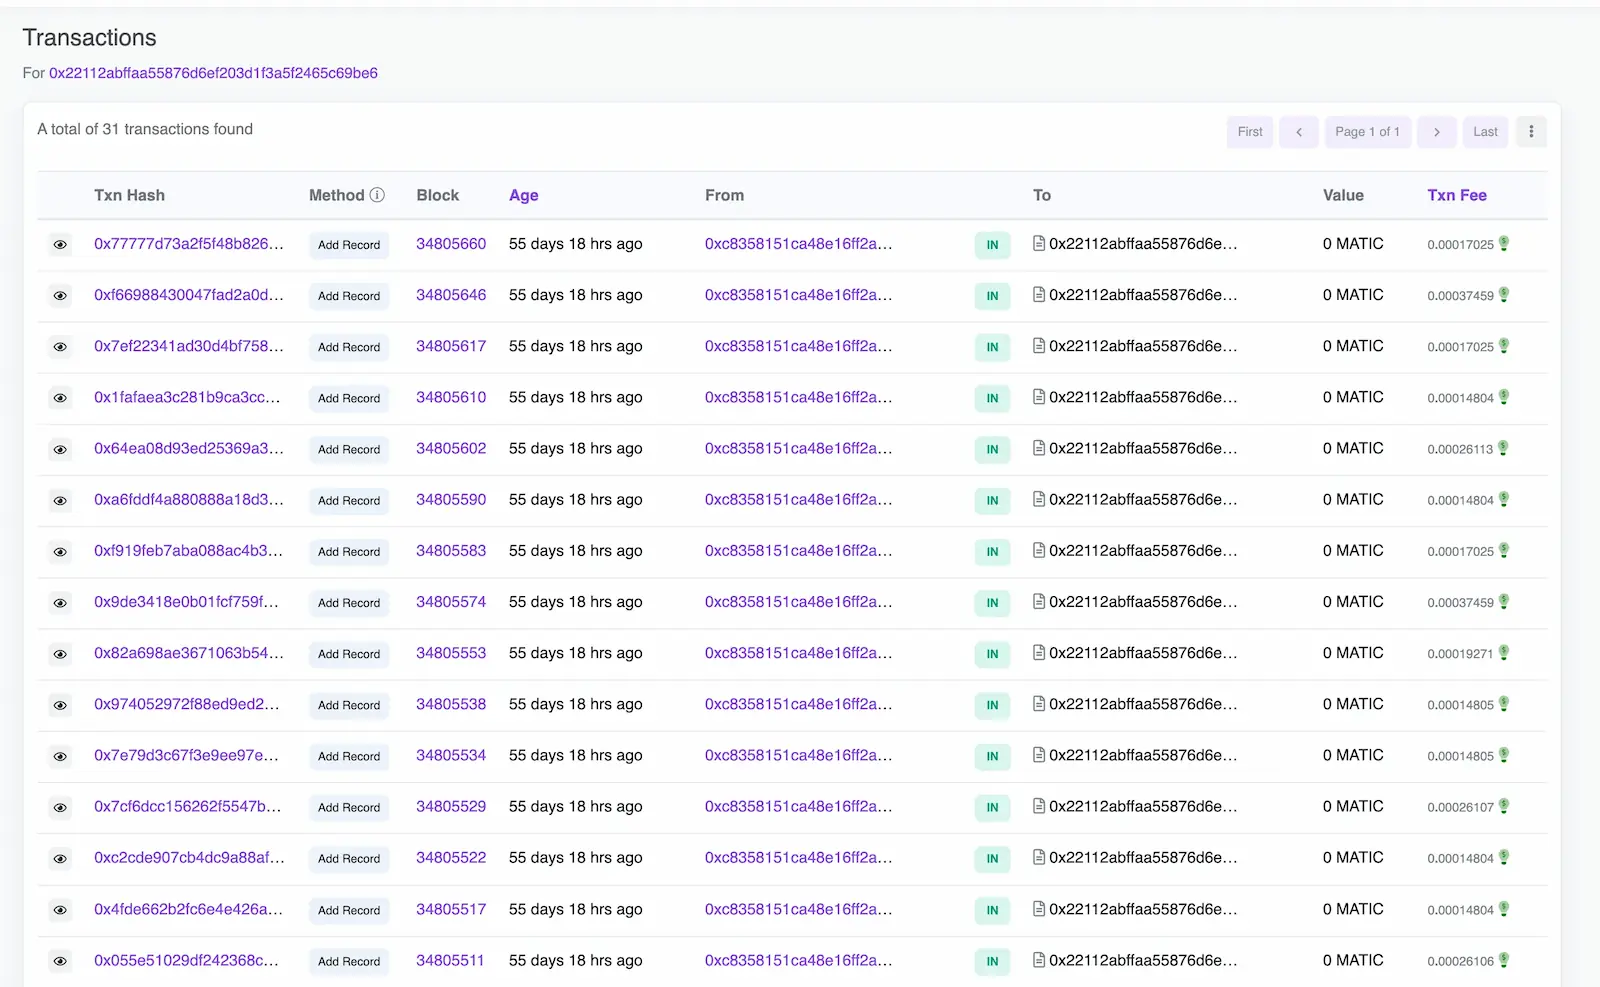 Transactions
For 0x22112abffaa55876d6ef203d1f3a5f2465c69be6
A total of 31 transactions found
First Page 1 of 1 Last
Txn Hash Method Block Age From To Value Txn Fee
0x77777d73a2f5f48b826... Add Record 34805660 55 days 18 hrs ago 0xc8358151ca48e16ff2a... IN 0x22112abffaa55876d6e... 0 MATIC 0.00017025
0xf66988430047fad2a0d... Add Record 34805646 55 days 18 hrs ago 0xc8358151ca48e16ff2a... IN 0x22112abffaa55876d6e... 0 MATIC 0.00037459
0x7ef22341ad30d4bf758... Add Record 34805617 55 days 18 hrs ago 0xc8358151ca48e16ff2a... IN 0x22112abffaa55876d6e... 0 MATIC 0.00017025
0x1fafaea3c281b9ca3cc... Add Record 34805610 55 days 18 hrs ago 0xc8358151ca48e16ff2a... IN 0x22112abffaa55876d6e... 0 MATIC 0.00014804
0x64ea08d93ed25369a3... Add Record 34805602 55 days 18 hrs ago 0xc8358151ca48e16ff2a... IN 0x22112abffaa55876d6e... 0 MATIC 0.00026113
0xa6fddf4a880888a18d3... Add Record 34805590 55 days 18 hrs ago 0xc8358151ca48e16ff2a... IN 0x22112abffaa55876d6e... 0 MATIC 0.00014804
0xf919feb7aba088ac4b3... Add Record 34805583 55 days 18 hrs ago 0xc8358151ca48e16ff2a... IN 0x22112abffaa55876d6e... 0 MATIC 0.00017025
0x9de3418e0b01fcf759f... Add Record 34805574 55 days 18 hrs ago 0xc8358151ca48e16ff2a... IN 0x22112abffaa55876d6e... 0 MATIC 0.00037459
0x82a698ae3671063b54... Add Record 34805553 55 days 18 hrs ago 0xc8358151ca48e16ff2a... IN 0x22112abffaa55876d6e... 0 MATIC 0.00019271
0x974052972f88ed9ed2... Add Record 34805538 55 days 18 hrs ago 0xc8358151ca48e16ff2a... IN 0x22112abffaa55876d6e... 0 MATIC 0.00014805
0x7e79d3c67f3e9ee97e... Add Record 34805534 55 days 18 hrs ago 0xc8358151ca48e16ff2a... IN 0x22112abffaa55876d6e... 0 MATIC 0.00014805
0x7cf6dcc156262f5547b... Add Record 34805529 55 days 18 hrs ago 0xc8358151ca48e16ff2a... IN 0x22112abffaa55876d6e... 0 MATIC 0.00026107
0xc2cde907cb4dc9a88af... Add Record 34805522 55 days 18 hrs ago 0xc8358151ca48e16ff2a... IN 0x22112abffaa55876d6e... 0 MATIC 0.00014804
0x4fde662b2fc6e4e426a... Add Record 34805517 55 days 18 hrs ago 0xc8358151ca48e16ff2a... IN 0x22112abffaa55876d6e... 0 MATIC 0.00014804
0x055e51029df242368c... Add Record 34805511 55 days 18 hrs ago 0xc8358151ca48e16ff2a... IN 0x22112abffaa55876d6e... 0 MATIC 0.00026106